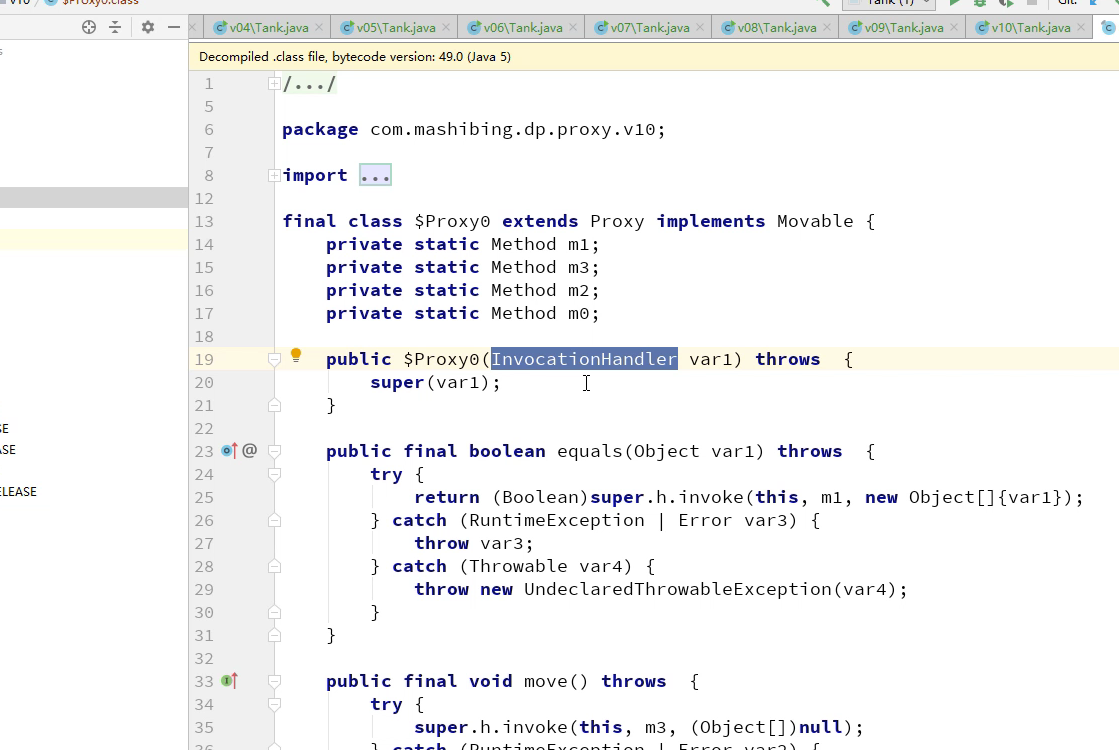 v10 $Proxy0.class Tank (1) Git:
v04\Tank.java v05\Tank.java v06\Tank.java v07\Tank.java v08\Tank.java v09\Tank.java v10\Tank.java
Decompiled .class file, bytecode version: 49.0 (Java 5)
1 /.../
5
6 package com.mashibing.dp.proxy.v10;
7
8 import ...
12
13 final class $Proxy0 extends Proxy implements Movable {
14 private static Method m1;
15 private static Method m3;
16 private static Method m2;
17 private static Method m0;
18
19 public $Proxy0(InvocationHandler var1) throws {
20 super(var1);
21 }
22
SE
23 @ public final boolean equals(Object var1) throws {
ASE
24 try {
ELEASE
25 return (Boolean)super.h.invoke(this, m1, new Object[]{var1});
26 } catch (RuntimeException | Error var3) {
27 throw var3;
28 } catch (Throwable var4) {
29 throw new UndeclaredThrowableException(var4);
30 }
31 }
32
33 public final void move() throws {
34 try {
35 super.h.invoke(this, m3, (Object[])null);
36 } catch (RuntimeException | Error var2) {